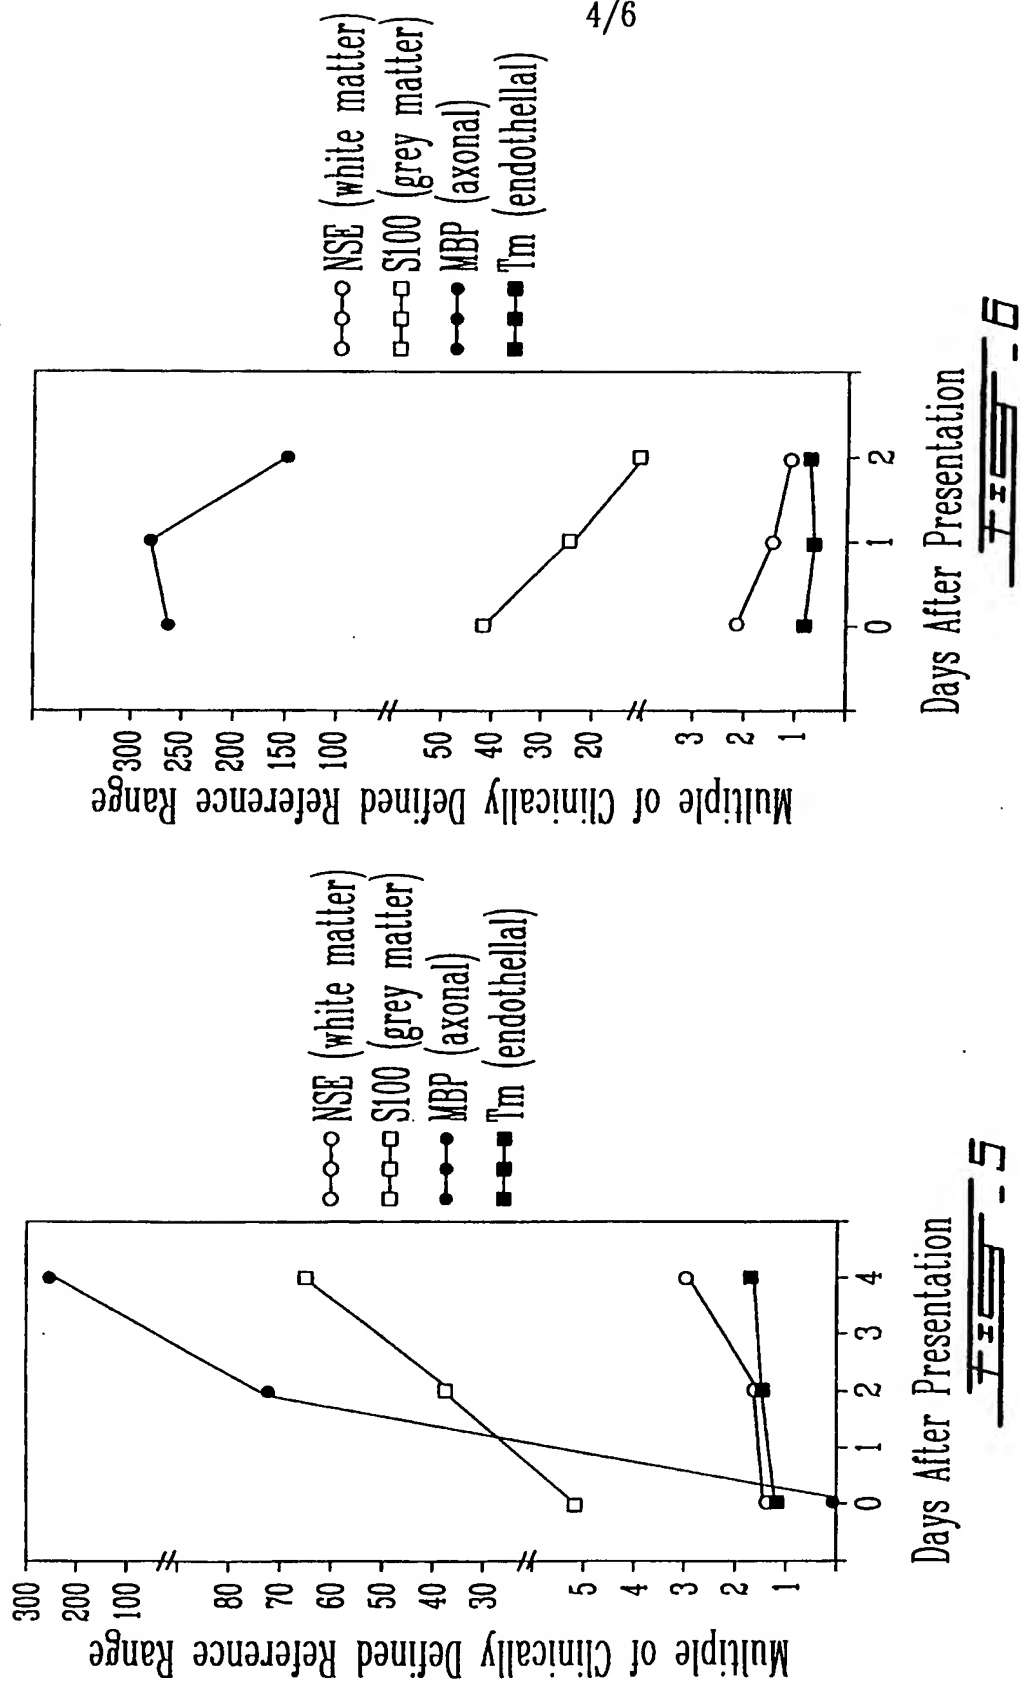 4/6
Multiple of Clinically Defined Reference Range
300
200
100
80
70
60
40
30
5
4
3
2
1
0 1 2 3 4
Days After Presentation
NSE (white matter)
S100 (grey matter)
MBP (axonal)
Tm (endothellal)
FIG-5
Multiple of Clinically Defined Reference Range
300
250
200
150
100
50
40
30
20
3
2
1
0 1 2
Days After Presentation
NSE (white matter)
S100 (grey matter)
MBP (axonal)
Tm (endothellal)
FIG-6